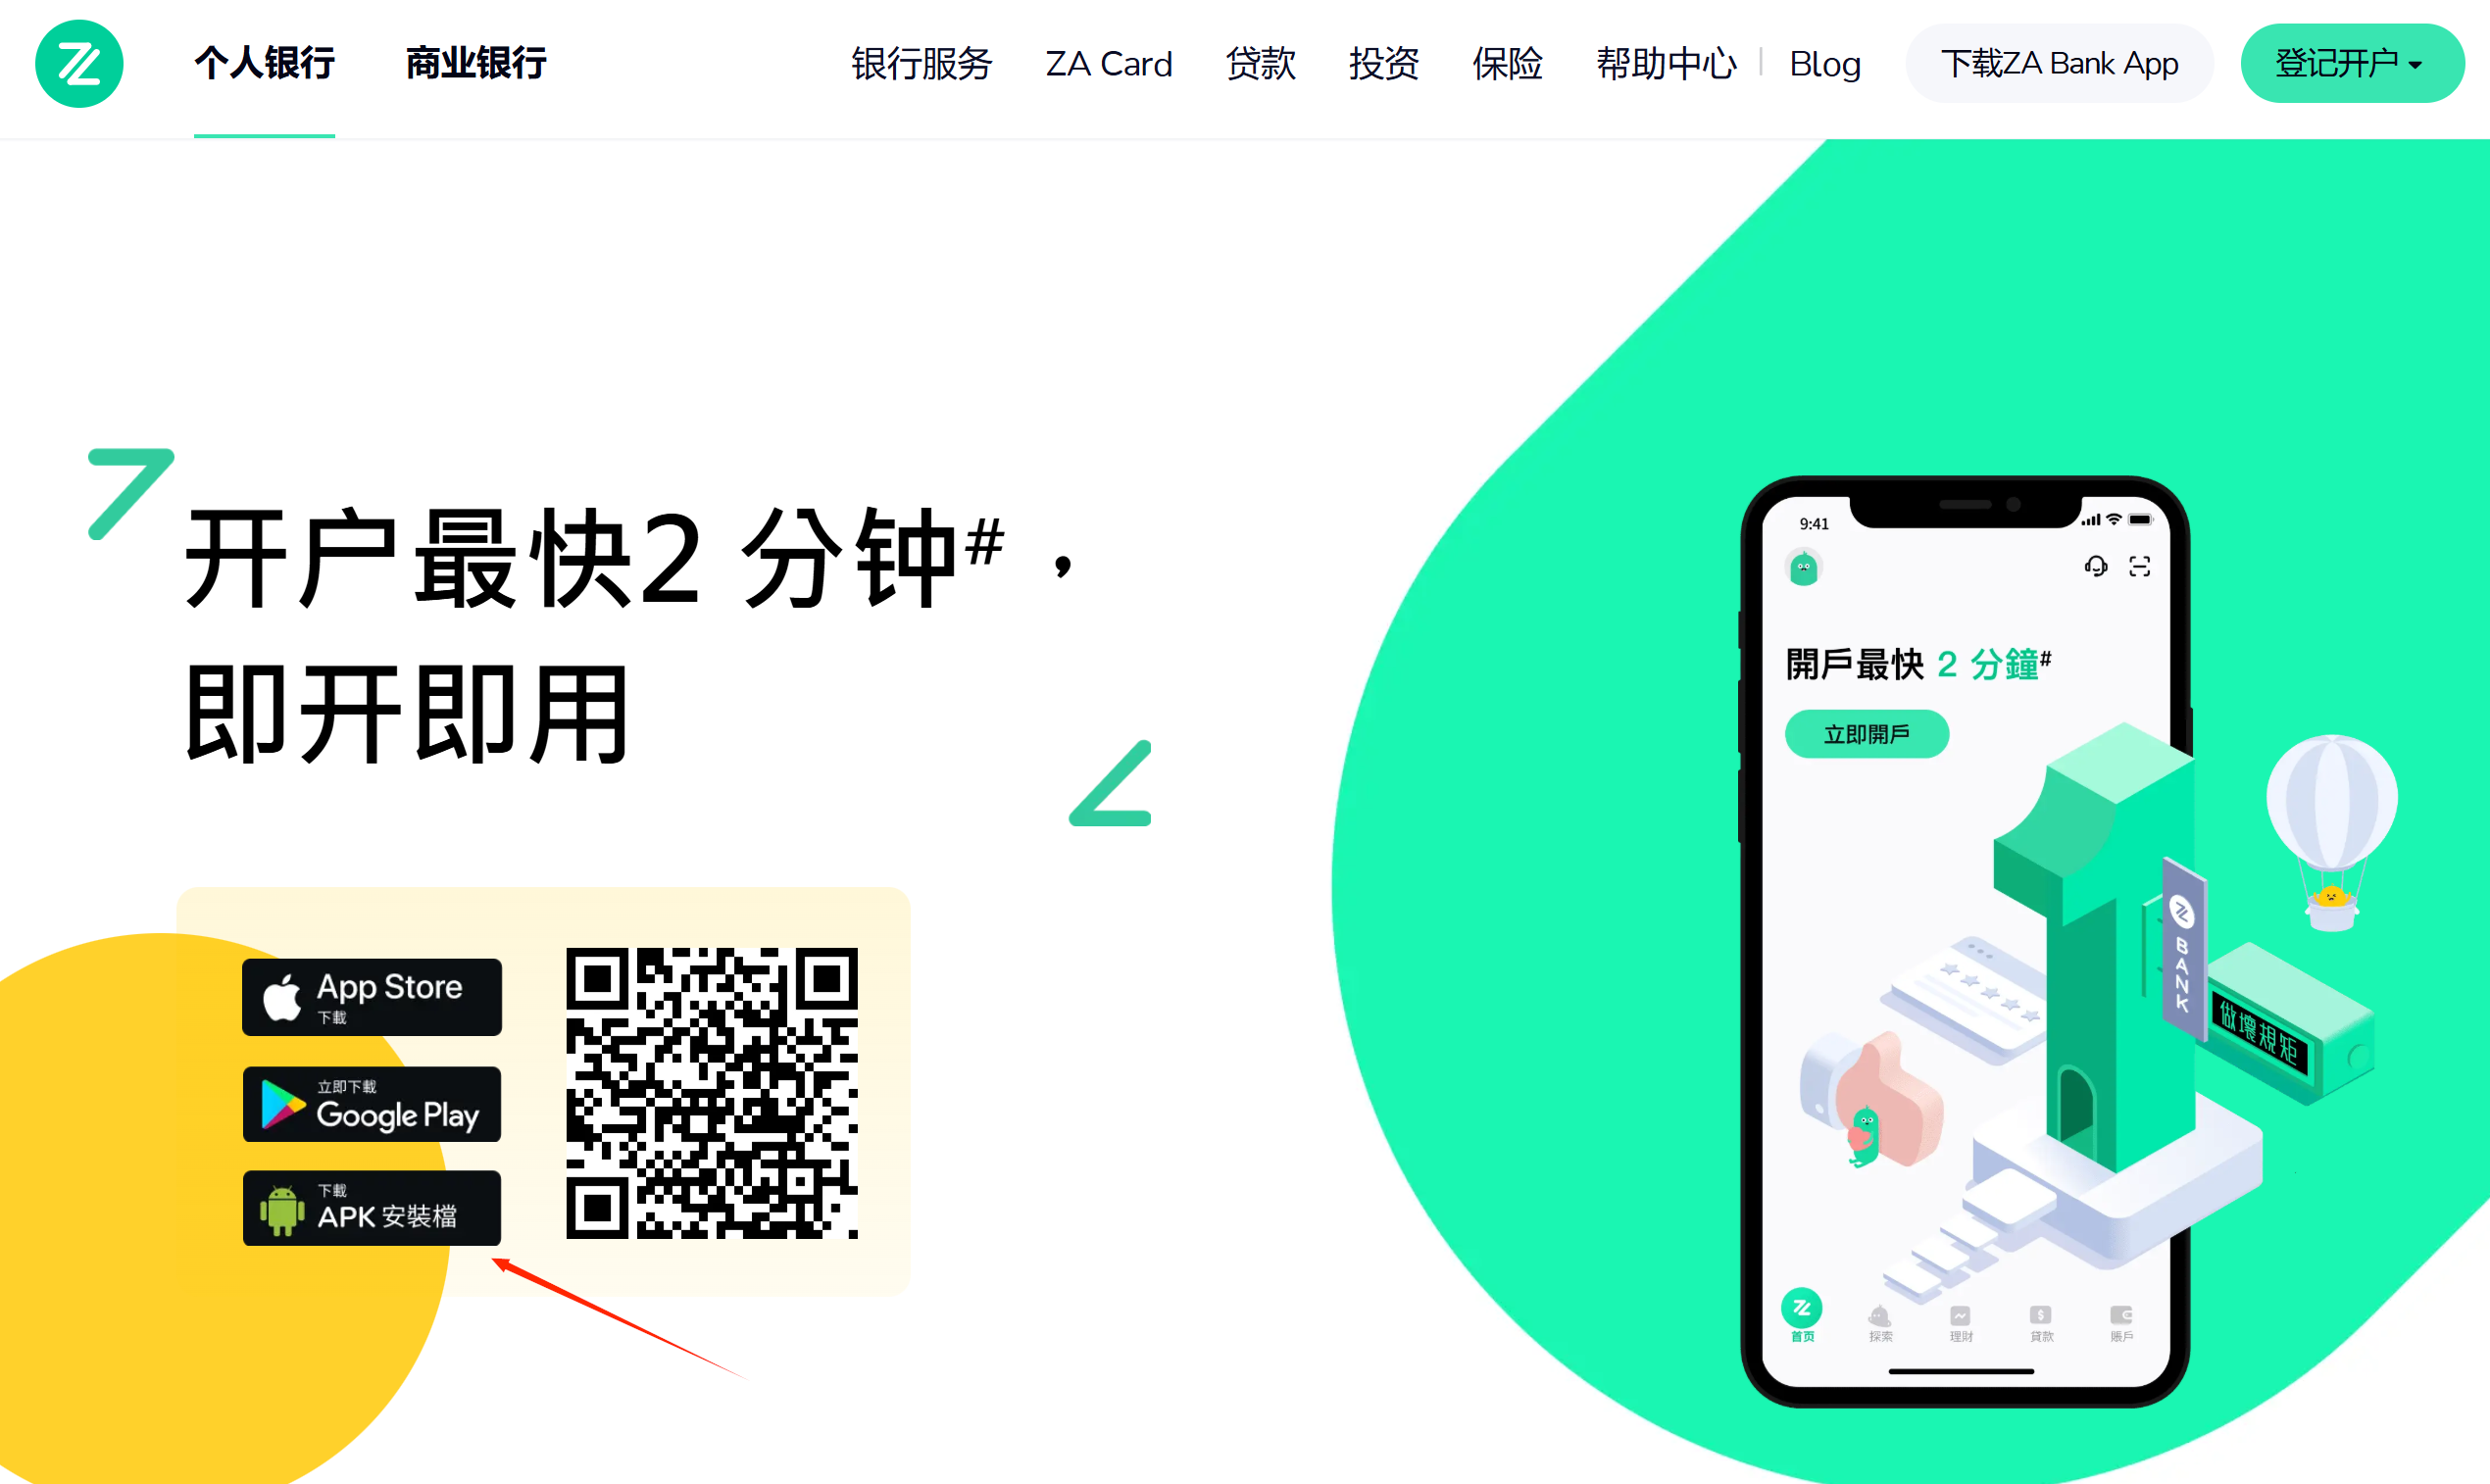 个人银行
商业银行
银行服务
ZA Card
贷款
投资
保险
帮助中心
Blog
下载ZA Bank App
登记开户
开户最快2 分钟#，
即开即用
App Store
下載
立即下載
Google Play
下載
APK 安裝檔
9:41
開戶最快 2 分鐘#
立即開戶
BANK
做壞規矩
首页
探索
理財
貸款
賬戶